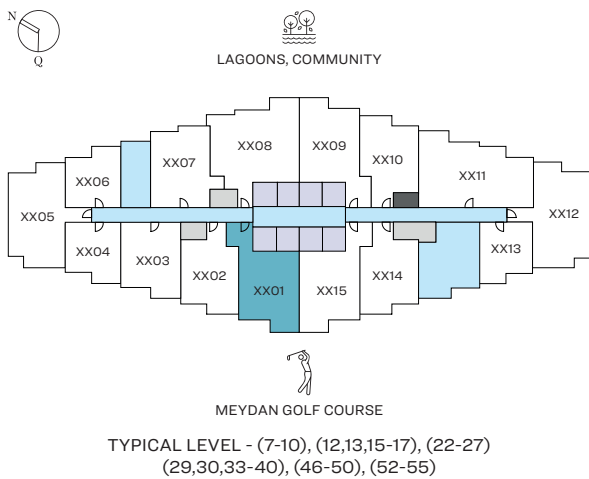 N
Q
LAGOONS, COMMUNITY
XX07
XX08
XX09
XX10
XX06
XX11
XX05
XX12
XX04
XX03
XX02
XX01
XX15
XX14
XX13
MEYDAN GOLF COURSE
TYPICAL LEVEL - (7-10), (12,13,15-17), (22-27)
(29,30,33-40), (46-50), (52-55)